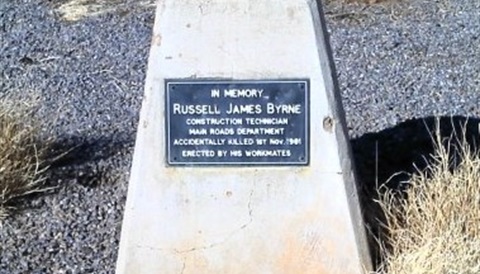 IN MEMORY...
RUSSELL JAMES BYRNE
CONSTRUCTION TECHNICIAN
MAIN ROADS DEPARTMENT
ACCIDENTALLY KILLED 1ST NOV. 1981
ERECTED BY HIS WORKMATES